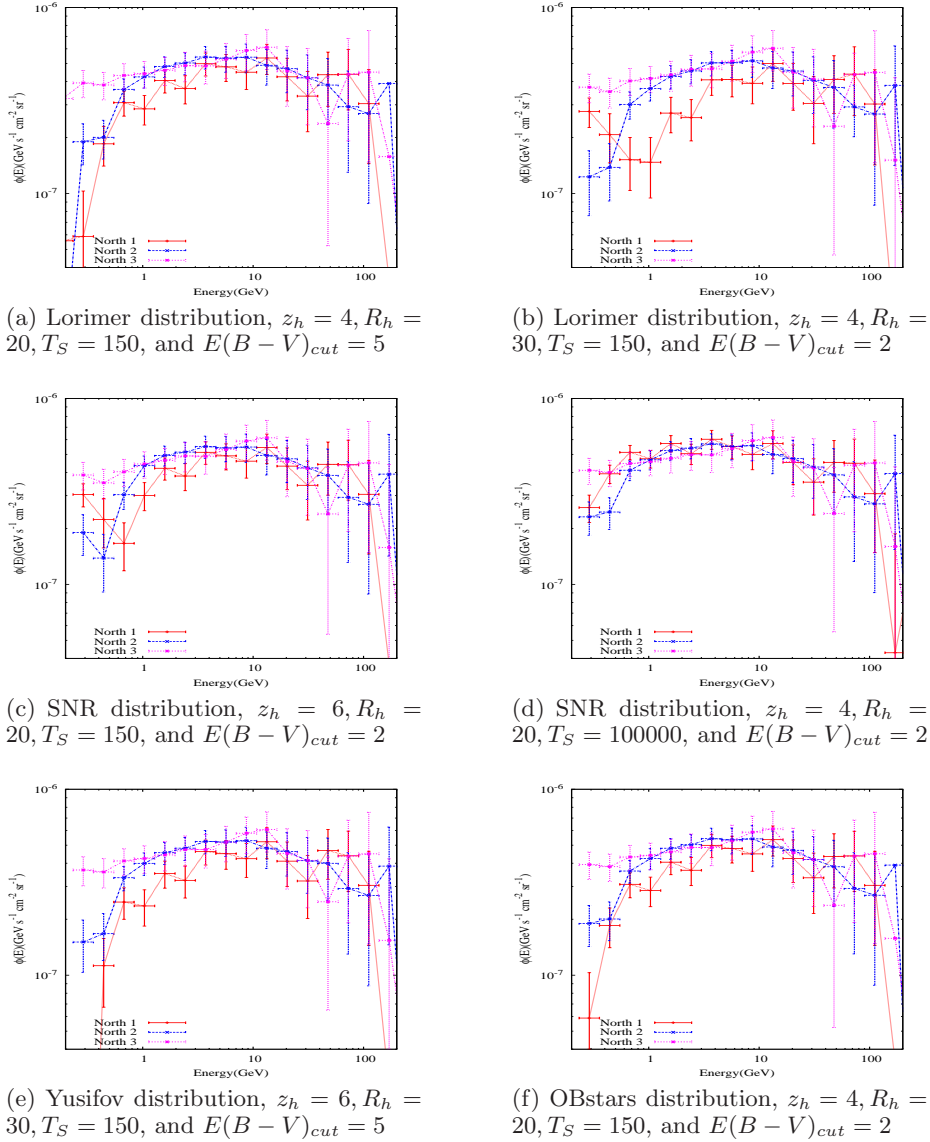 10⁻⁶
10⁻⁷
φ(E)(GeV s⁻¹ cm⁻² sr⁻¹)
North 1
North 2
North 3
1 10 100
Energy(GeV)
(a) Lorimer distribution, z_h = 4, R_h =
20, T_S = 150, and E(B − V)_{cut} = 5
10⁻⁶
10⁻⁷
φ(E)(GeV s⁻¹ cm⁻² sr⁻¹)
North 1
North 2
North 3
1 10 100
Energy(GeV)
(b) Lorimer distribution, z_h = 4, R_h =
30, T_S = 150, and E(B − V)_{cut} = 2
10⁻⁶
10⁻⁷
φ(E)(GeV s⁻¹ cm⁻² sr⁻¹)
North 1
North 2
North 3
1 10 100
Energy(GeV)
(c) SNR distribution, z_h = 6, R_h =
20, T_S = 150, and E(B − V)_{cut} = 2
10⁻⁶
10⁻⁷
φ(E)(GeV s⁻¹ cm⁻² sr⁻¹)
North 1
North 2
North 3
1 10 100
Energy(GeV)
(d) SNR distribution, z_h = 4, R_h =
20, T_S = 100000, and E(B − V)_{cut} = 2
10⁻⁶
10⁻⁷
φ(E)(GeV s⁻¹ cm⁻² sr⁻¹)
North 1
North 2
North 3
1 10 100
Energy(GeV)
(e) Yusifov distribution, z_h = 6, R_h =
30, T_S = 150, and E(B − V)_{cut} = 5
10⁻⁶
10⁻⁷
φ(E)(GeV s⁻¹ cm⁻² sr⁻¹)
North 1
North 2
North 3
1 10 100
Energy(GeV)
(f) OBstars distribution, z_h = 4, R_h =
20, T_S = 150, and E(B − V)_{cut} = 2